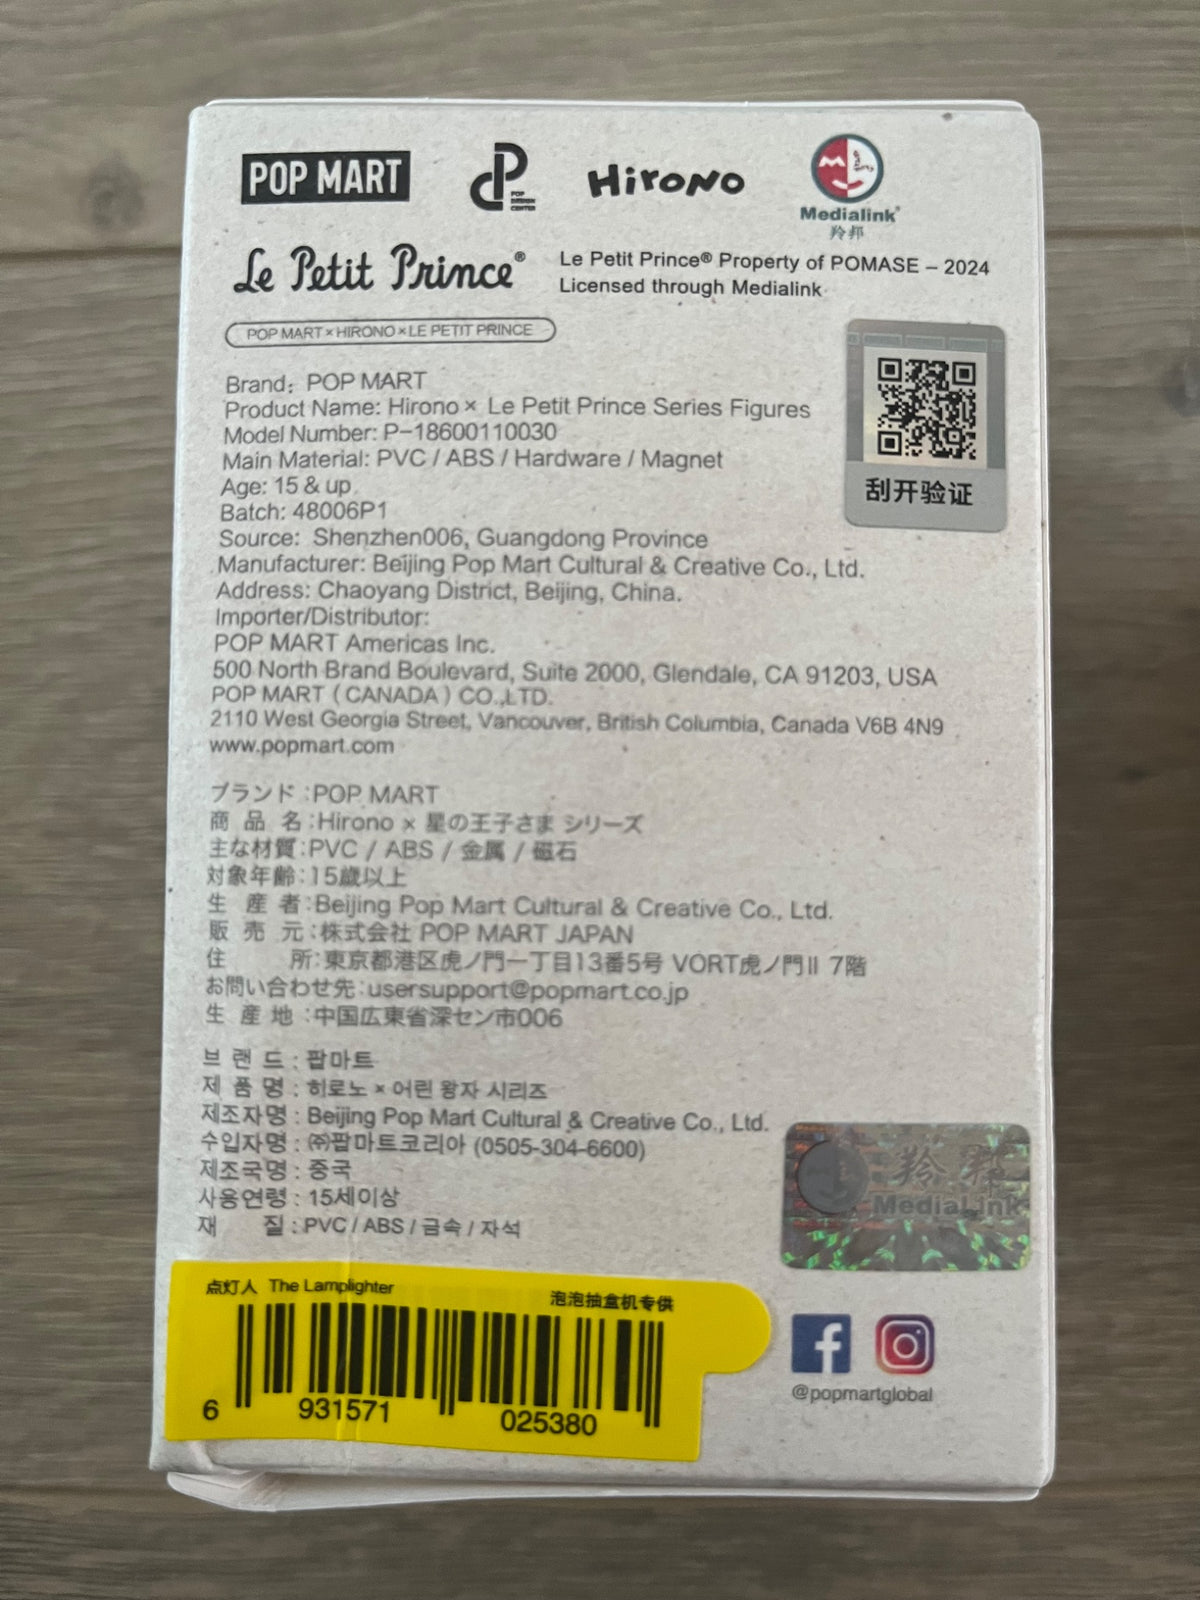 POP MART
POP DESIGN CENTER
Hirono
Medialink®
羚邦
Le Petit Prince®
Le Petit Prince® Property of POMASE – 2024
Licensed through Medialink
POP MART×HIRONO×LE PETIT PRINCE
刮开验证
Brand: POP MART
Product Name: Hirono× Le Petit Prince Series Figures
Model Number: P-18600110030
Main Material: PVC / ABS / Hardware / Magnet
Age: 15 & up
Batch: 48006P1
Source: Shenzhen006, Guangdong Province
Manufacturer: Beijing Pop Mart Cultural & Creative Co., Ltd.
Address: Chaoyang District, Beijing, China.
Importer/Distributor:
POP MART Americas Inc.
500 North Brand Boulevard, Suite 2000, Glendale, CA 91203, USA
POP MART ( CANADA ) CO.,LTD.
2110 West Georgia Street, Vancouver, British Columbia, Canada V6B 4N9
www.popmart.com
ブランド:POP MART
商品名:Hirono × 星の王子さま シリーズ
主な材質:PVC / ABS / 金属 / 磁石
対象年齢:15歳以上
生産者:Beijing Pop Mart Cultural & Creative Co., Ltd.
販売元:株式会社 POP MART JAPAN
住所:東京都港区虎ノ門一丁目13番5号 VORT虎ノ門II 7階
お問い合わせ先:usersupport@popmart.co.jp
生産地:中国広東省深セン市006
브랜드 : 팝마트
제품명 : 히로노 × 어린 왕자 시리즈
제조자명 : Beijing Pop Mart Cultural & Creative Co., Ltd.
수입자명 : ㈜팝마트코리아 (0505-304-6600)
제조국명 : 중국
사용연령 : 15세이상
재질 : PVC / ABS / 금속 / 자석
羚邦
MediaLink
点灯人 The Lamplighter
泡泡抽盒机专供
6 931571 025380
@popmartglobal